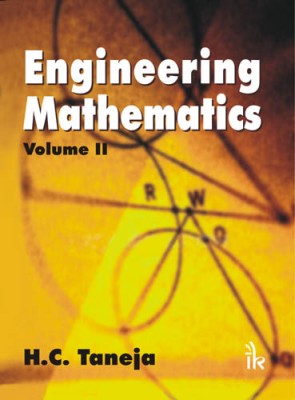 Engineering
Mathematics
Volume II
R
W
Q
H.C. Taneja
ik